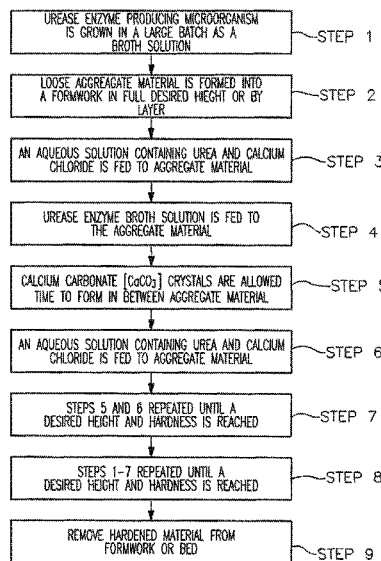 UREASE ENZYME PRODUCING MICROORGANISM
IS GROWN IN A LARGE BATCH AS A
BROTH SOLUTION
STEP 1
LOOSE AGGREAGATE MATERIAL IS FORMED INTO
A FORMWORK IN FULL DESIRED HIEGHT OR BY
LAYER
STEP 2
AN AQUEOUS SOLUTION CONTAINING UREA AND CALCIUM
CHLORIDE IS FED TO AGGREGATE MATERIAL
STEP 3
UREASE ENZYME BROTH SOLUTION IS FED TO
THE AGGREGATE MATERIAL
STEP 4
CALCIUM CARBONATE [CaCO3] CRYSTALS ARE ALLOWED
TIME TO FORM IN BETWEEN AGGREGATE MATERIAL
STEP 5
AN AQUEOUS SOLUTION CONTAINING UREA AND CALCIUM
CHLORIDE IS FED TO AGGREGATE MATERIAL
STEP 6
STEPS 5 AND 6 REPEATED UNTIL A
DESIRED HEIGHT AND HARDNESS IS REACHED
STEP 7
STEPS 1-7 REPEATED UNTIL A
DESIRED HEIGHT AND HARDNESS IS REACHED
STEP 8
REMOVE HARDENED MATERIAL FROM
FORMWORK OR BED
STEP 9